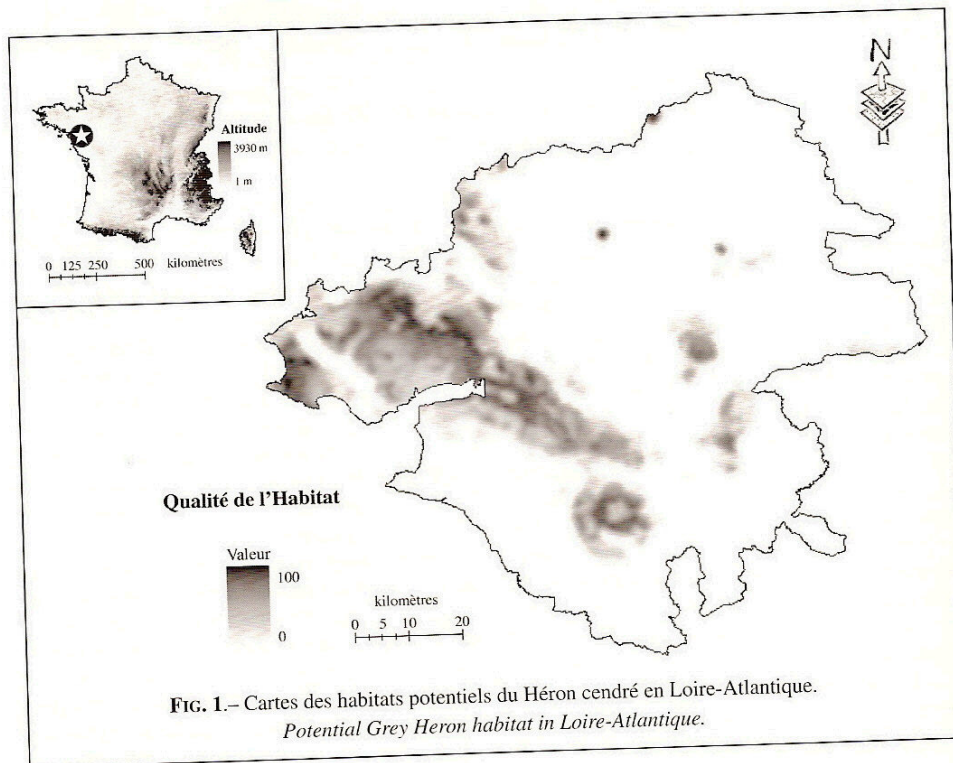 Altitude
3930 m
1 m
0 125 250 500 kilomètres
N
Qualité de l'Habitat
Valeur
100
0
kilomètres
0 5 10 20
FIG. 1.– Cartes des habitats potentiels du Héron cendré en Loire-Atlantique.
Potential Grey Heron habitat in Loire-Atlantique.